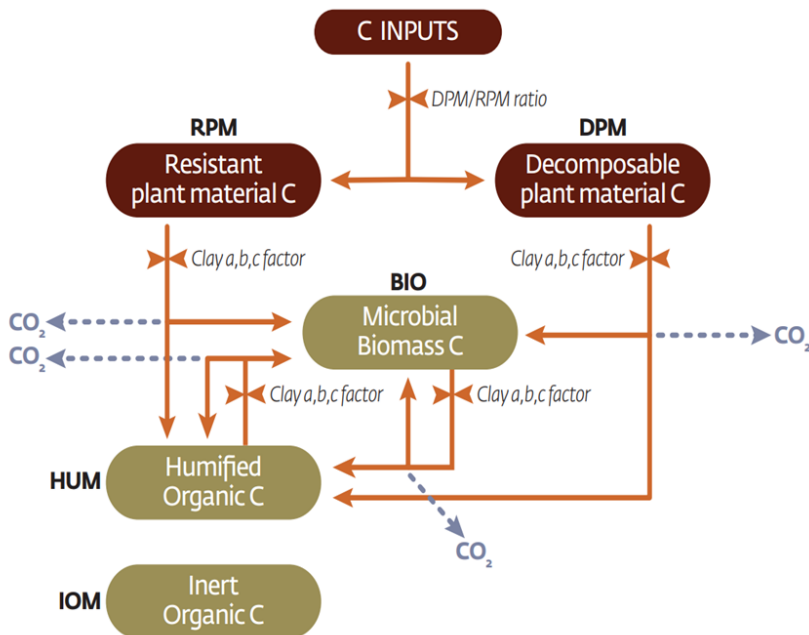 C INPUTS
DPM/RPM ratio
RPM
DPM
Resistant
plant material C
Decomposable
plant material C
Clay a,b,c factor
Clay a,b,c factor
BIO
Microbial
Biomass C
CO₂
CO₂
CO₂
Clay a,b,c factor
Clay a,b,c factor
HUM
Humified
Organic C
CO₂
IOM
Inert
Organic C